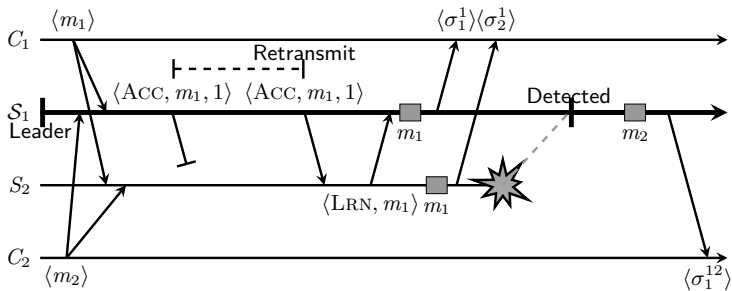 ⟨m₁⟩ ⟨σ₁¹⟩⟨σ₂¹⟩
C₁
Retransmit
⟨Acc, m₁, 1⟩ ⟨Acc, m₁, 1⟩ Detected
S₁
Leader m₁ m₂
S₂
⟨Lrn, m₁⟩ m₁
C₂
⟨m₂⟩ ⟨σ₁¹²⟩